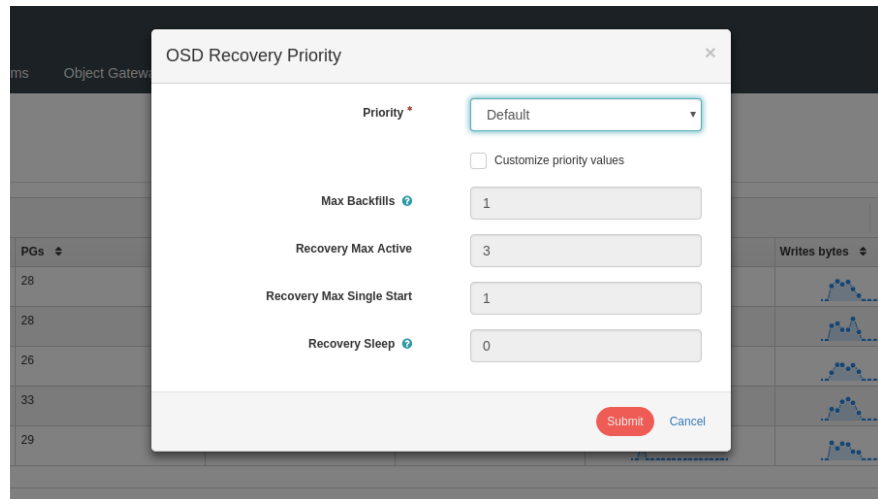 OSD Recovery Priority ×
ms Object Gatewa
Priority *
Default
Customize priority values
Max Backfills ?
1
Recovery Max Active
3
Recovery Max Single Start
1
Recovery Sleep ?
0
Submit Cancel
PGs Writes bytes
28
28
26
33
29